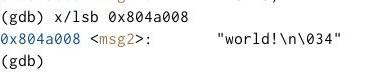 (gdb) x/lsb 0x804a008
0x804a008 <msg2>: "world!\n\034"
(gdb)